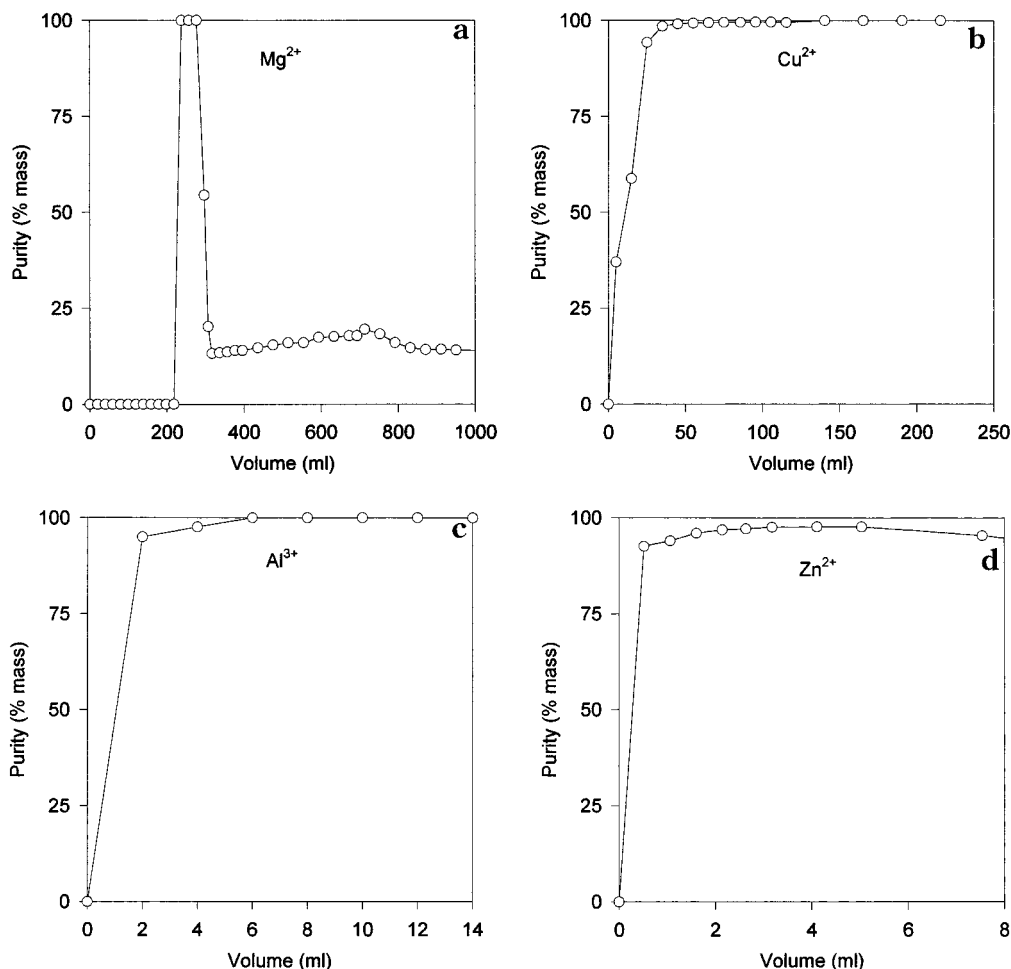 a
Mg2+
Purity (% mass)
100
75
50
25
0
0 200 400 600 800 1000
Volume (ml)
b
Cu2+
Purity (% mass)
100
75
50
25
0
0 50 100 150 200 250
Volume (ml)
c
Al3+
Purity (% mass)
100
75
50
25
0
0 2 4 6 8 10 12 14
Volume (ml)
d
Zn2+
Purity (% mass)
100
75
50
25
0
0 2 4 6 8
Volume (ml)